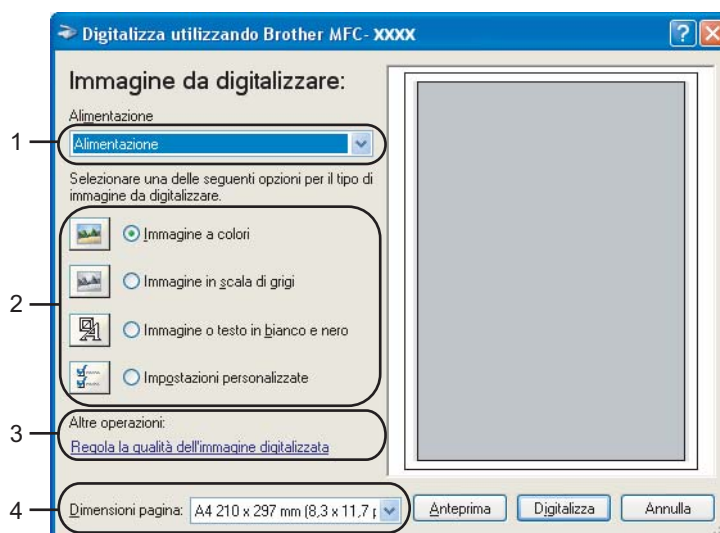 Digitalizza utilizzando Brother MFC- XXXX
Immagine da digitalizzare:
Alimentazione
1
Alimentazione
Selezionare una delle seguenti opzioni per il tipo di
immagine da digitalizzare.
2
Immagine a colori
Immagine in scala di grigi
Immagine o testo in bianco e nero
Impostazioni personalizzate
3
Altre operazioni:
Regola la qualità dell'immagine digitalizzata
4
Dimensioni pagina: A4 210 x 297 mm (8,3 x 11,7 p
Anteprima Digitalizza Annulla